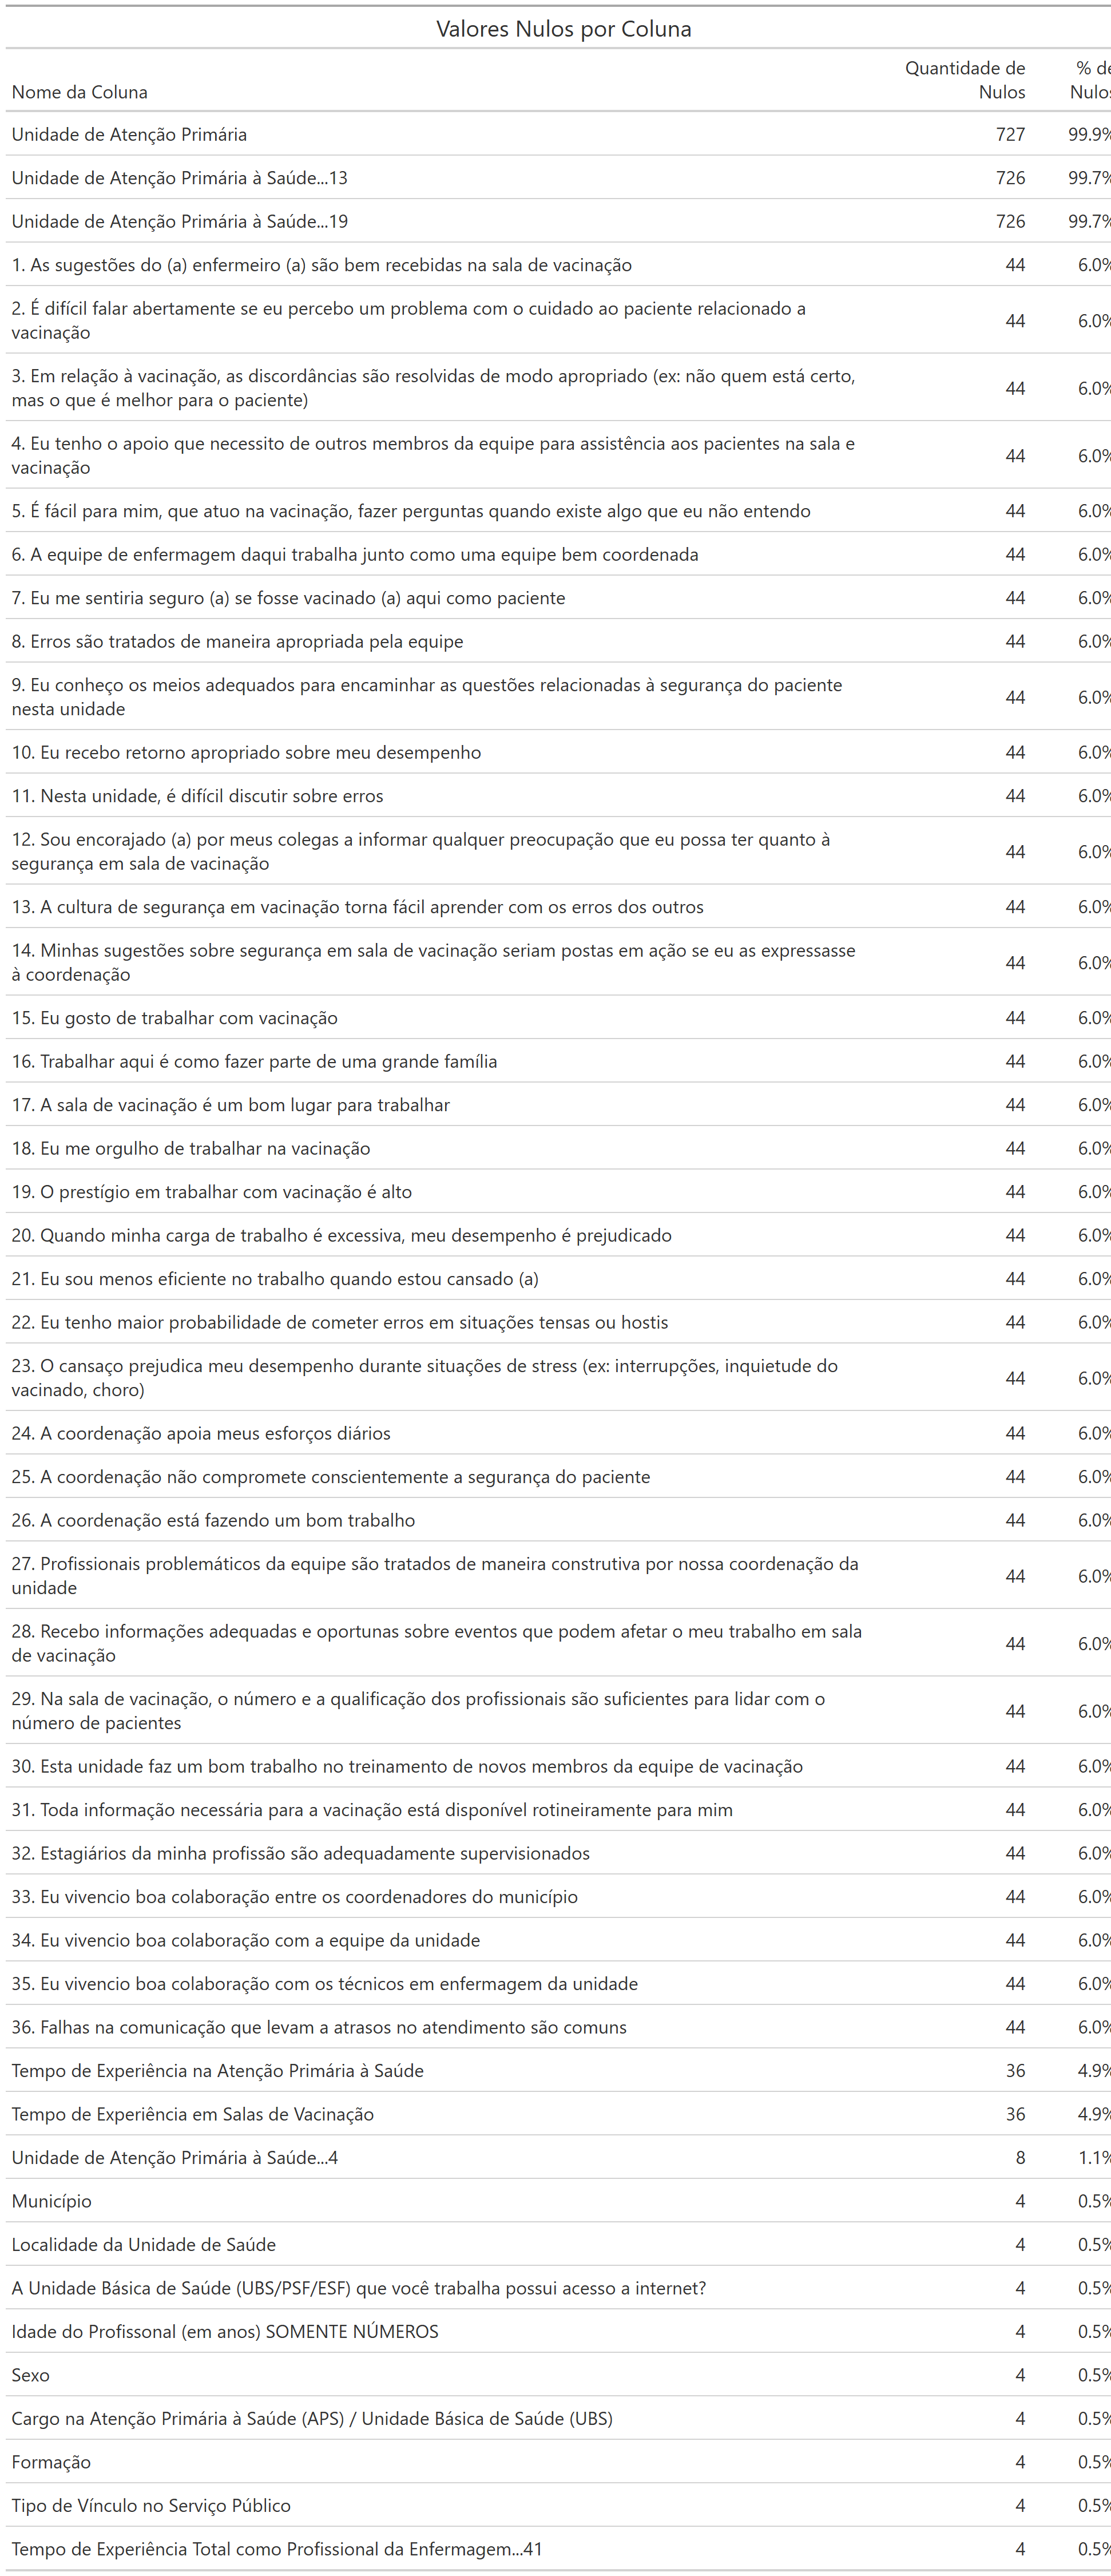 Valores Nulos por Coluna
Nome da Coluna Quantidade de Nulos % de Nulos
Unidade de Atenção Primária 727 99.9%
Unidade de Atenção Primária à Saúde...13 726 99.7%
Unidade de Atenção Primária à Saúde...19 726 99.7%
1. As sugestões do (a) enfermeiro (a) são bem recebidas na sala de vacinação 44 6.0%
2. É difícil falar abertamente se eu percebo um problema com o cuidado ao paciente relacionado a
vacinação 44 6.0%
3. Em relação à vacinação, as discordâncias são resolvidas de modo apropriado (ex: não quem está certo,
mas o que é melhor para o paciente) 44 6.0%
4. Eu tenho o apoio que necessito de outros membros da equipe para assistência aos pacientes na sala e
vacinação 44 6.0%
5. É fácil para mim, que atuo na vacinação, fazer perguntas quando existe algo que eu não entendo 44 6.0%
6. A equipe de enfermagem daqui trabalha junto como uma equipe bem coordenada 44 6.0%
7. Eu me sentiria seguro (a) se fosse vacinado (a) aqui como paciente 44 6.0%
8. Erros são tratados de maneira apropriada pela equipe 44 6.0%
9. Eu conheço os meios adequados para encaminhar as questões relacionadas à segurança do paciente
nesta unidade 44 6.0%
10. Eu recebo retorno apropriado sobre meu desempenho 44 6.0%
11. Nesta unidade, é difícil discutir sobre erros 44 6.0%
12. Sou encorajado (a) por meus colegas a informar qualquer preocupação que eu possa ter quanto à
segurança em sala de vacinação 44 6.0%
13. A cultura de segurança em vacinação torna fácil aprender com os erros dos outros 44 6.0%
14. Minhas sugestões sobre segurança em sala de vacinação seriam postas em ação se eu as expressasse
à coordenação 44 6.0%
15. Eu gosto de trabalhar com vacinação 44 6.0%
16. Trabalhar aqui é como fazer parte de uma grande família 44 6.0%
17. A sala de vacinação é um bom lugar para trabalhar 44 6.0%
18. Eu me orgulho de trabalhar na vacinação 44 6.0%
19. O prestígio em trabalhar com vacinação é alto 44 6.0%
20. Quando minha carga de trabalho é excessiva, meu desempenho é prejudicado 44 6.0%
21. Eu sou menos eficiente no trabalho quando estou cansado (a) 44 6.0%
22. Eu tenho maior probabilidade de cometer erros em situações tensas ou hostis 44 6.0%
23. O cansaço prejudica meu desempenho durante situações de stress (ex: interrupções, inquietude do
vacinado, choro) 44 6.0%
24. A coordenação apoia meus esforços diários 44 6.0%
25. A coordenação não compromete conscientemente a segurança do paciente 44 6.0%
26. A coordenação está fazendo um bom trabalho 44 6.0%
27. Profissionais problemáticos da equipe são tratados de maneira construtiva por nossa coordenação da
unidade 44 6.0%
28. Recebo informações adequadas e oportunas sobre eventos que podem afetar o meu trabalho em sala
de vacinação 44 6.0%
29. Na sala de vacinação, o número e a qualificação dos profissionais são suficientes para lidar com o
número de pacientes 44 6.0%
30. Esta unidade faz um bom trabalho no treinamento de novos membros da equipe de vacinação 44 6.0%
31. Toda informação necessária para a vacinação está disponível rotineiramente para mim 44 6.0%
32. Estagiários da minha profissão são adequadamente supervisionados 44 6.0%
33. Eu vivencio boa colaboração entre os coordenadores do município 44 6.0%
34. Eu vivencio boa colaboração com a equipe da unidade 44 6.0%
35. Eu vivencio boa colaboração com os técnicos em enfermagem da unidade 44 6.0%
36. Falhas na comunicação que levam a atrasos no atendimento são comuns 44 6.0%
Tempo de Experiência na Atenção Primária à Saúde 36 4.9%
Tempo de Experiência em Salas de Vacinação 36 4.9%
Unidade de Atenção Primária à Saúde...4 8 1.1%
Município 4 0.5%
Localidade da Unidade de Saúde 4 0.5%
A Unidade Básica de Saúde (UBS/PSF/ESF) que você trabalha possui acesso a internet? 4 0.5%
Idade do Profissonal (em anos) SOMENTE NÚMEROS 4 0.5%
Sexo 4 0.5%
Cargo na Atenção Primária à Saúde (APS) / Unidade Básica de Saúde (UBS) 4 0.5%
Formação 4 0.5%
Tipo de Vínculo no Serviço Público 4 0.5%
Tempo de Experiência Total como Profissional da Enfermagem...41 4 0.5%